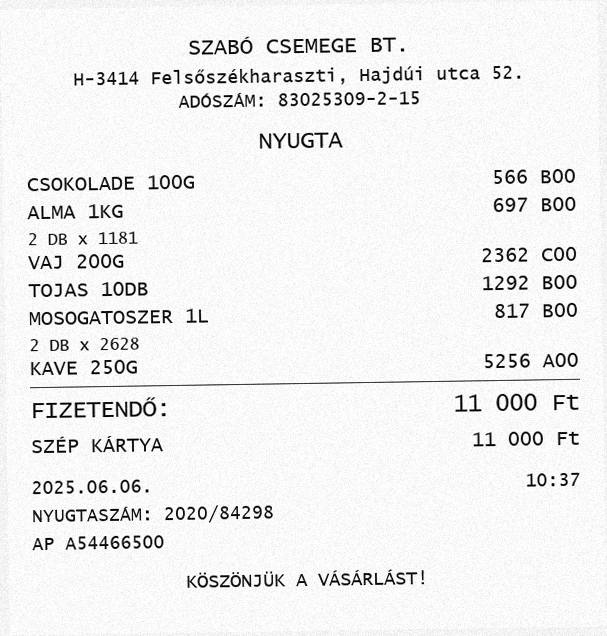 SZABÓ CSEMEGE BT.
H-3414 Felsőszékharaszti, Hajdúi utca 52.
ADÓSZÁM: 83025309-2-15
NYUGTA
CSOKOLADE 100G 566 B00
ALMA 1KG 697 B00
2 DB x 1181
VAJ 200G 2362 C00
TOJAS 10DB 1292 B00
MOSOGATOSZER 1L 817 B00
2 DB x 2628
KAVE 250G 5256 A00
FIZETENDŐ: 11 000 Ft
SZÉP KÁRTYA 11 000 Ft
2025.06.06. 10:37
NYUGTASZÁM: 2020/84298
AP A54466500
KÖSZÖNJÜK A VÁSÁRLÁST!